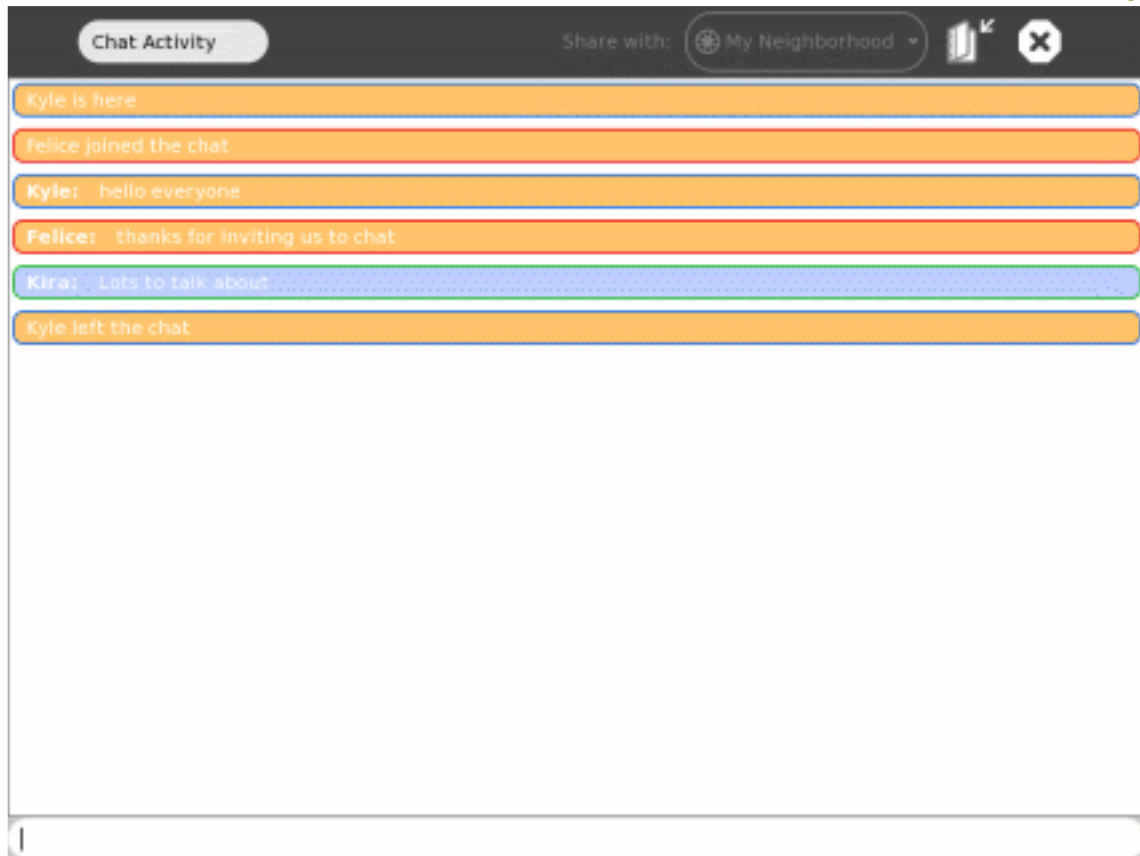 Chat Activity
Share with: My Neighborhood
Kyle is here
Felice joined the chat
Kyle: hello everyone
Felice: thanks for inviting us to chat
Kira: Lots to talk about
Kyle left the chat